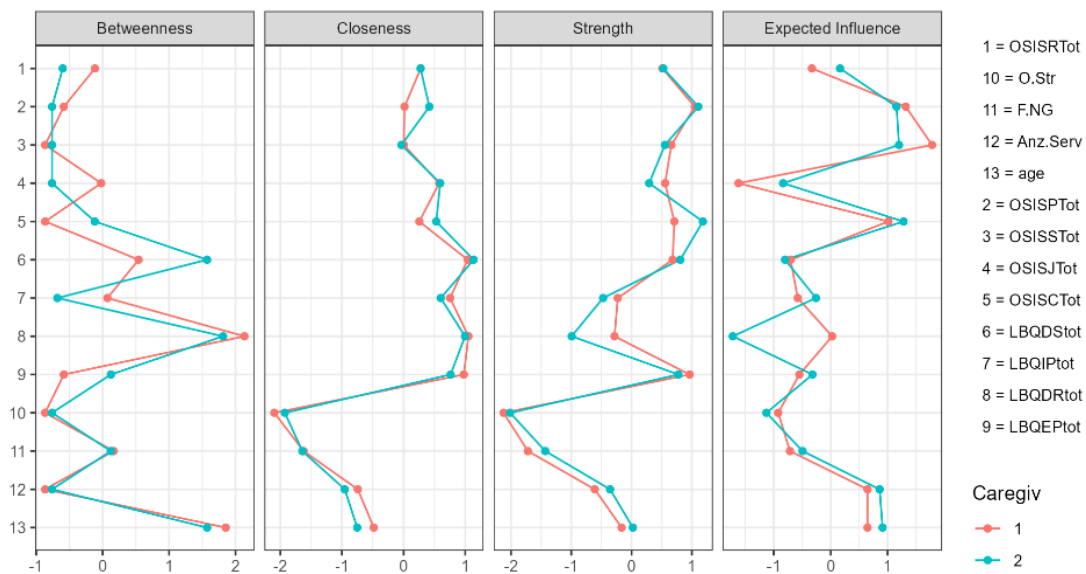 Betweenness Closeness Strength Expected Influence
1
2
3
4
5
6
7
8
9
10
11
12
13
-1 0 1 2 -2 -1 0 1 -2 -1 0 1 -1 0 1
1 = OSISRTot
10 = O.Str
11 = F.NG
12 = Anz.Serv
13 = age
2 = OSISPTot
3 = OSISSTot
4 = OSISJTot
5 = OSISCTot
6 = LBQDStot
7 = LBQIPtot
8 = LBQDRtot
9 = LBQEPtot
Caregiv
1
2